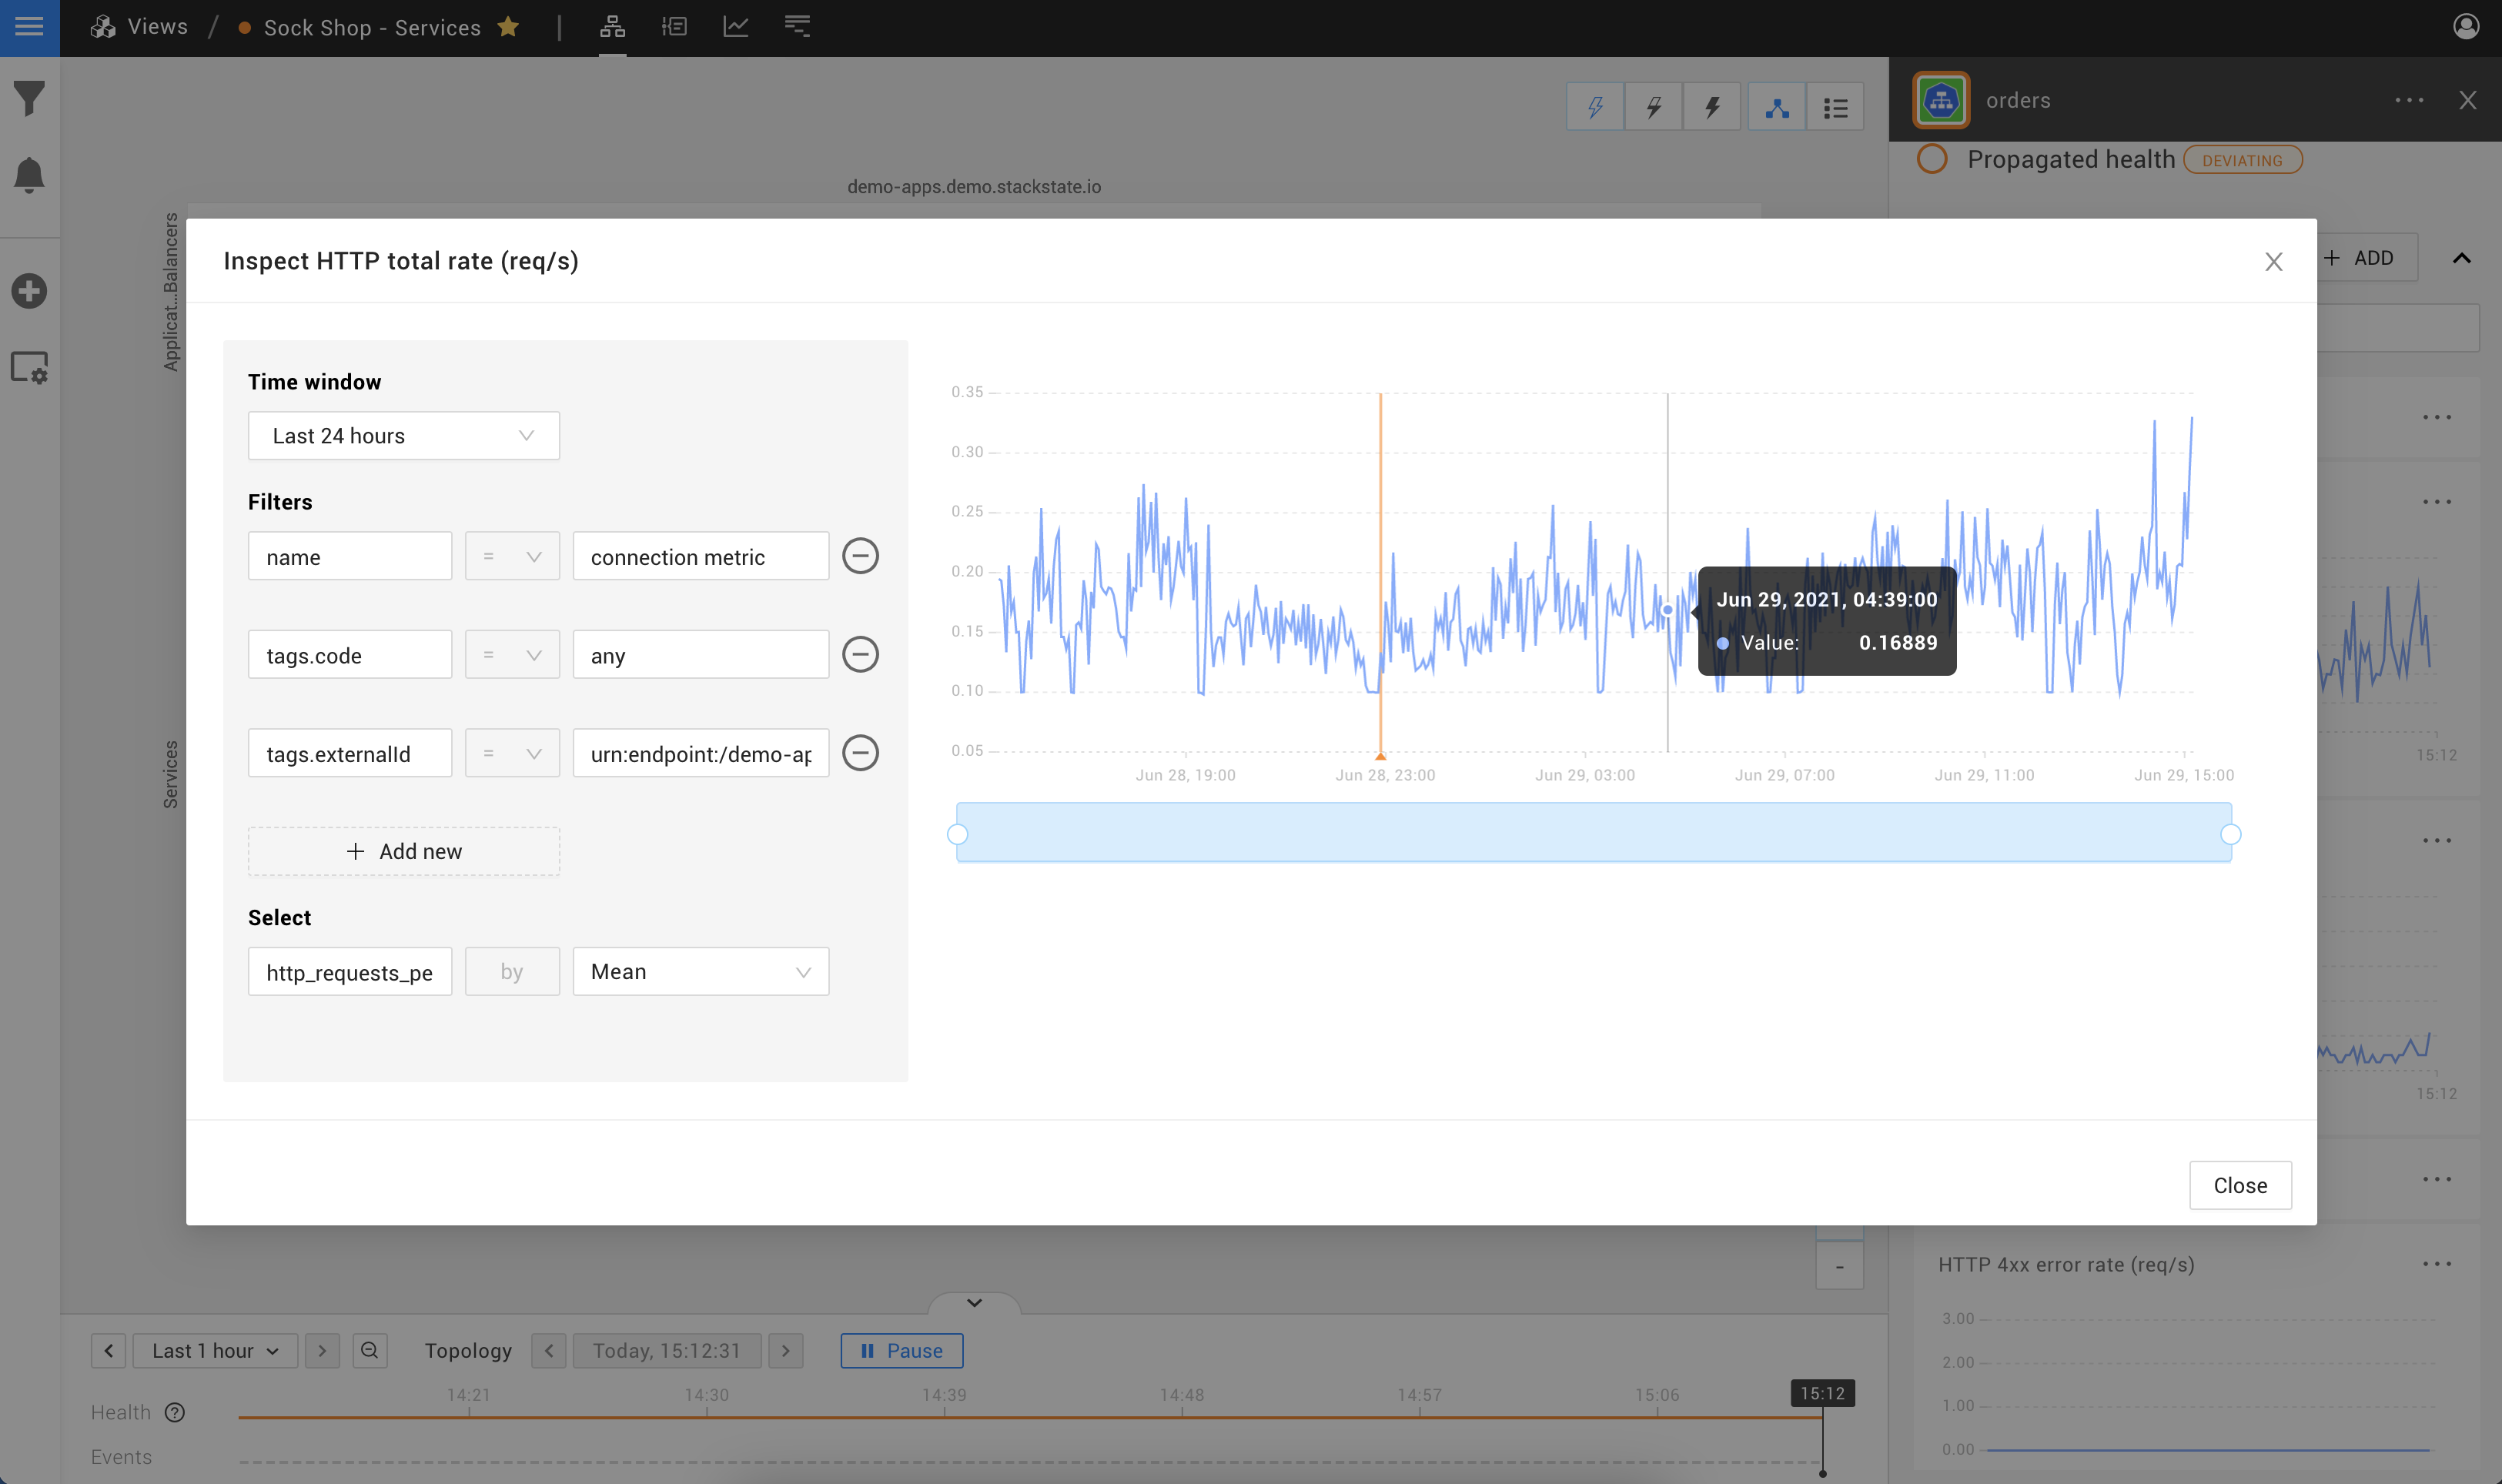 Views / Sock Shop - Services
orders
Propagated health DEVIATING
demo-apps.demo.stackstate.io
Applicat...Balancers
Services
+ ADD
Inspect HTTP total rate (req/s)
Time window
Last 24 hours
Filters
name = connection metric
tags.code = any
tags.externalId = urn:endpoint:/demo-ap
+ Add new
Select
http_requests_pe by Mean
0.35
0.30
0.25
0.20
0.15
0.10
0.05
Jun 28, 19:00 Jun 28, 23:00 Jun 29, 03:00 Jun 29, 07:00 Jun 29, 11:00 Jun 29, 15:00
Jun 29, 2021, 04:39:00
Value: 0.16889
Close
15:12
15:12
HTTP 4xx error rate (req/s)
3.00
2.00
1.00
0.00
-
Last 1 hour Topology Today, 15:12:31 Pause
14:21 14:30 14:39 14:48 14:57 15:06 15:12
Health ?
Events